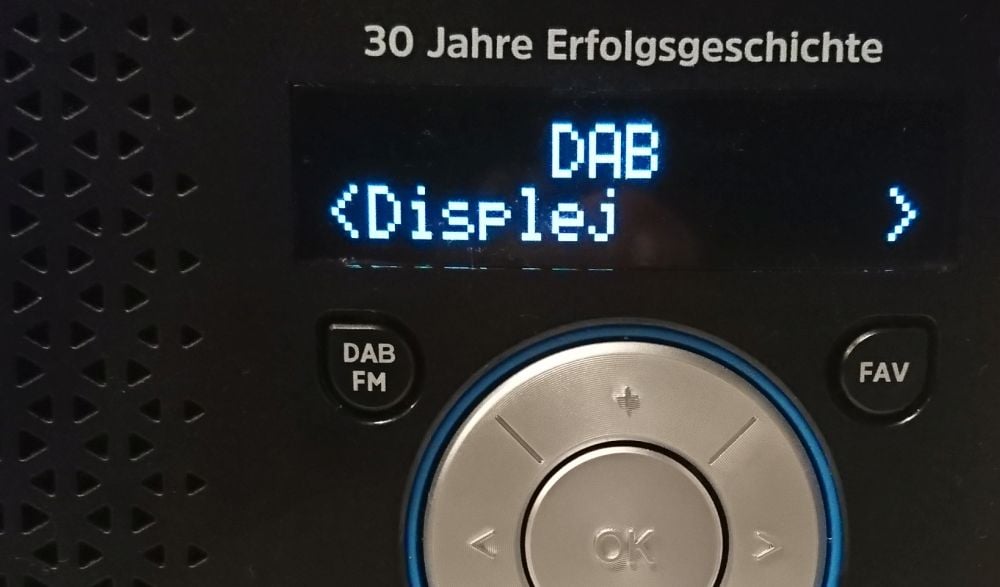 30 Jahre Erfolgsgeschichte
DAB
<Displej >
DAB
FM
FAV
+
< OK >